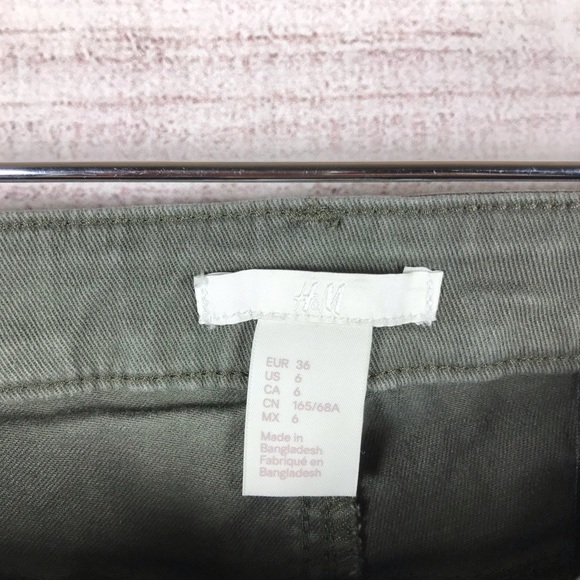 H&M
EUR 36
US 6
CA 6
CN 165/68A
MX 6
Made in
Bangladesh
Fabriqué en
Bangladesh